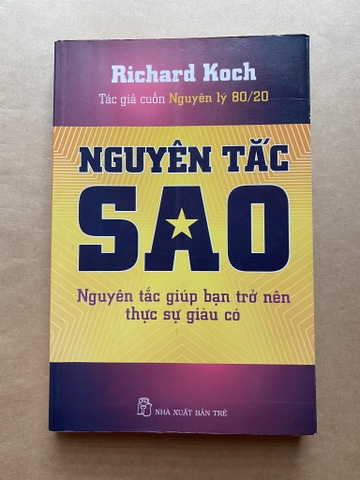 Richard Koch
Tác giả cuốn Nguyên lý 80/20
NGUYÊN TẮC
SAO
Nguyên tắc giúp bạn trở nên
thực sự giàu có
NHÀ XUẤT BẢN TRẺ